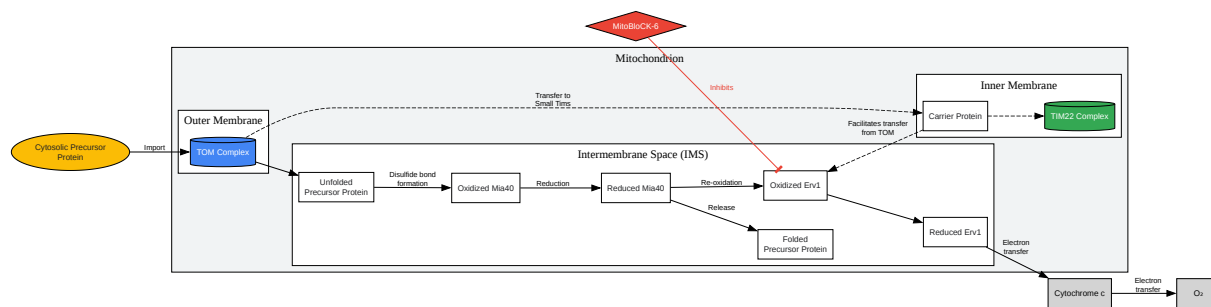 MitoBloCK-6
Mitochondrion
Inhibits
Inner Membrane
Transfer to
Small Tims
Carrier Protein
TIM22 Complex
Outer Membrane
Facilitates transfer
from TOM
Cytosolic Precursor
Protein
Import
TOM Complex
Intermembrane Space (IMS)
Unfolded
Precursor Protein
Disulfide bond
formation
Oxidized Mia40
Reduction
Reduced Mia40
Re-oxidation
Oxidized Erv1
Release
Folded
Precursor Protein
Reduced Erv1
Electron
transfer
Cytochrome c
Electron
transfer
O₂